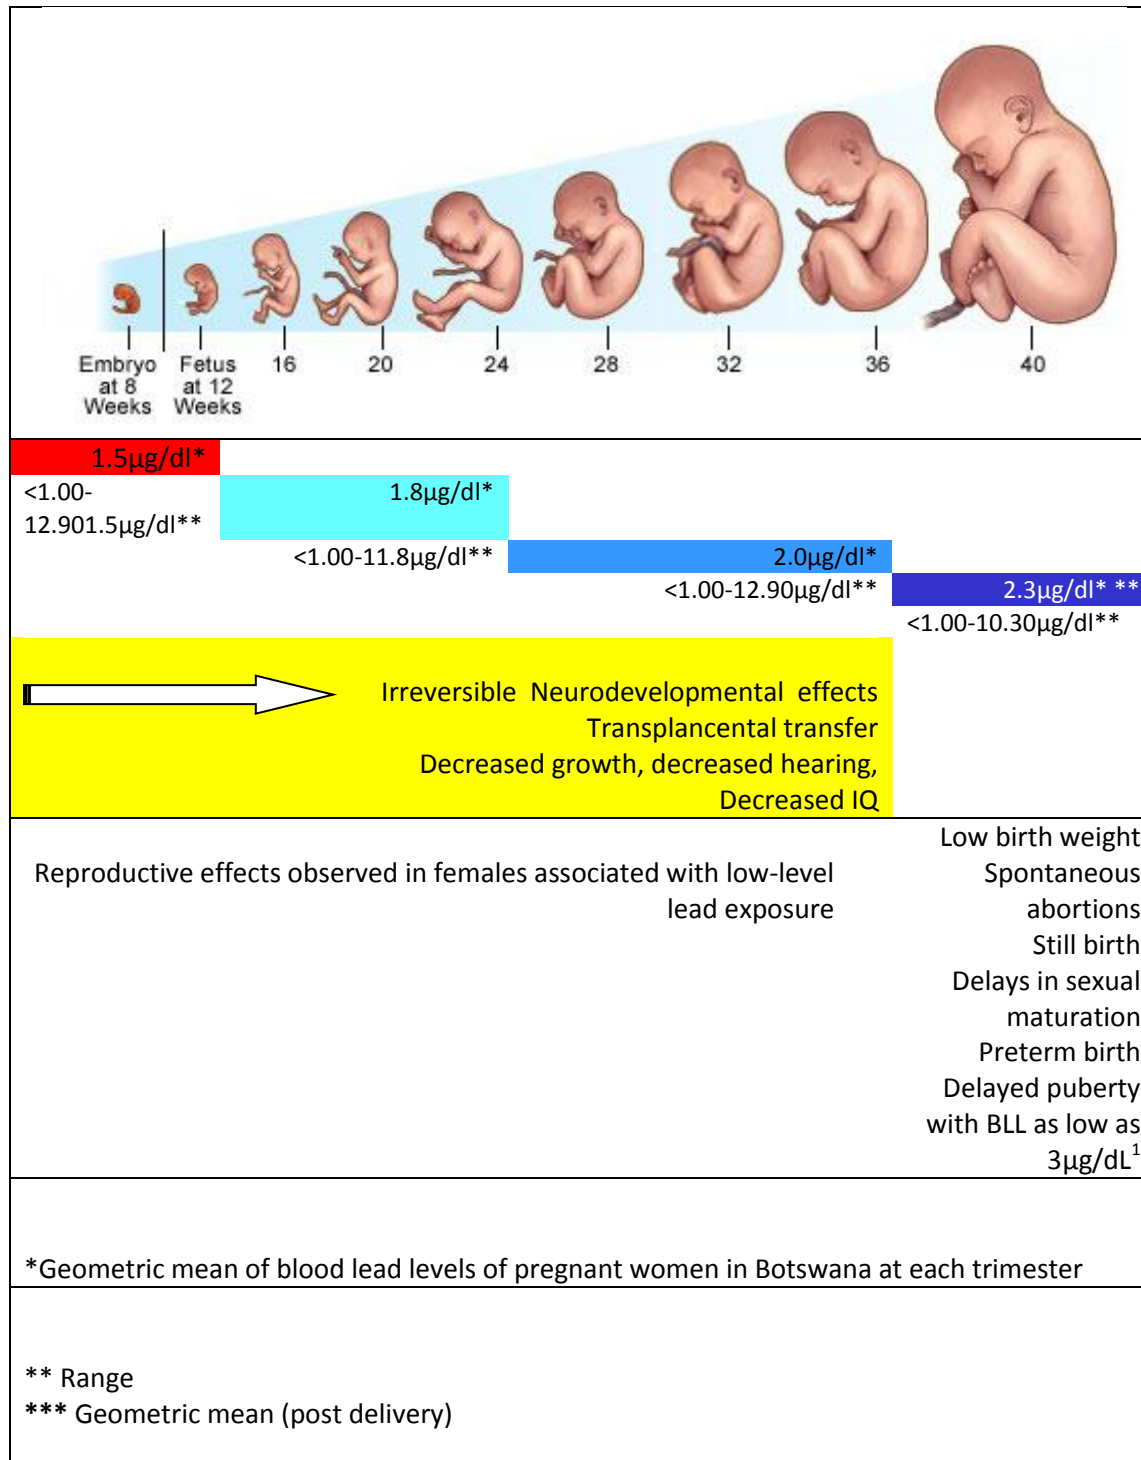 Embryo at 8 Weeks
Fetus at 12 Weeks
16
20
24
28
32
36
40
1.5µg/dl*
<1.00-
12.901.5µg/dl**
1.8µg/dl*
<1.00-11.8µg/dl**
2.0µg/dl*
<1.00-12.90µg/dl**
2.3µg/dl* **
<1.00-10.30µg/dl**
Irreversible Neurodevelopmental effects
Transplancental transfer
Decreased growth, decreased hearing,
Decreased IQ
Reproductive effects observed in females associated with low-level
lead exposure
Low birth weight
Spontaneous
abortions
Still birth
Delays in sexual
maturation
Preterm birth
Delayed puberty
with BLL as low as
3µg/dL¹
*Geometric mean of blood lead levels of pregnant women in Botswana at each trimester
** Range
*** Geometric mean (post delivery)